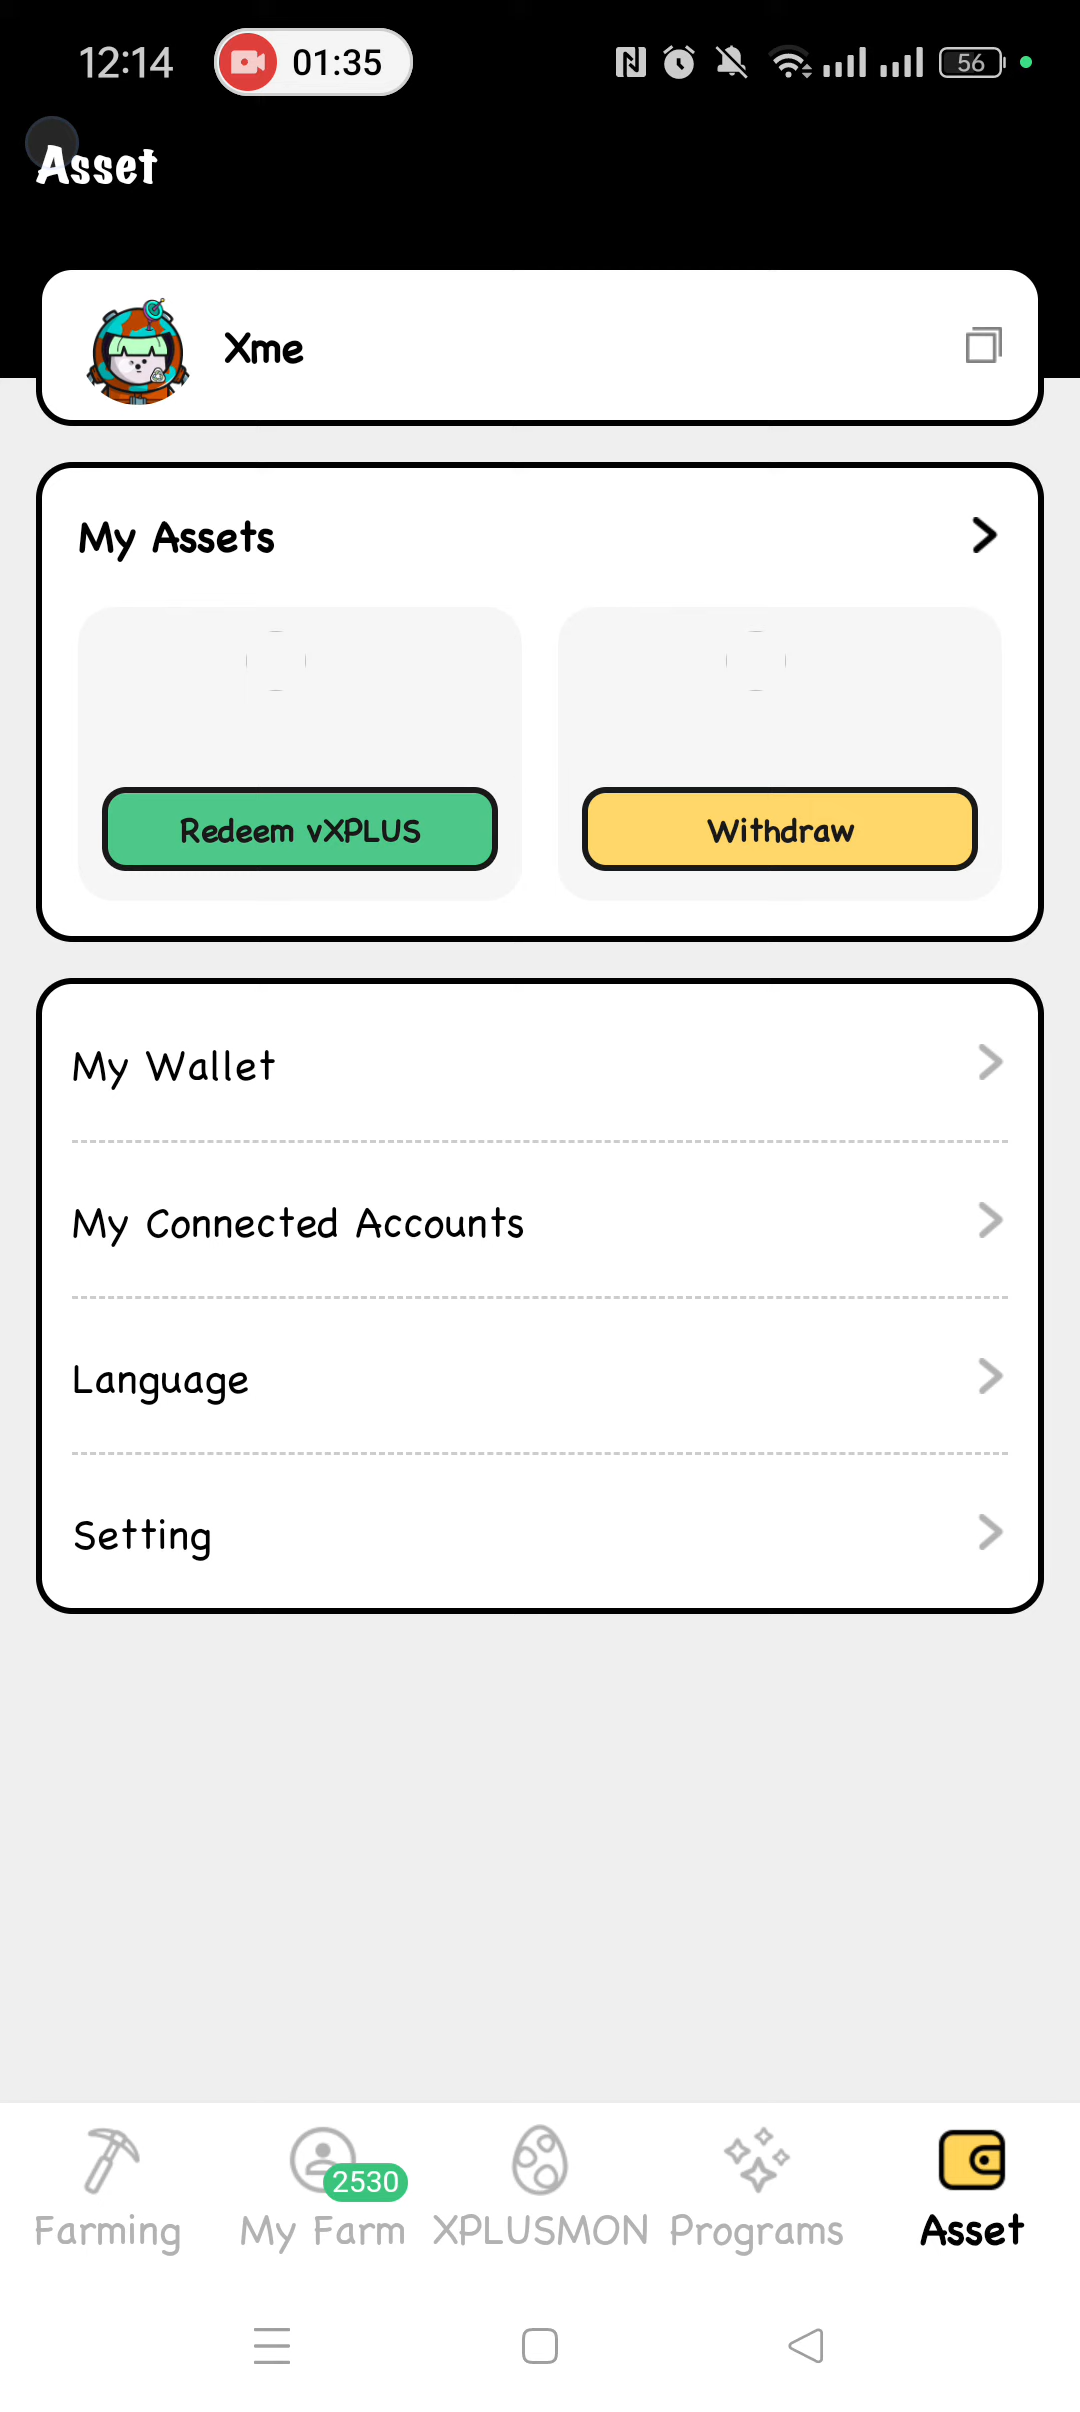 12:14
01:35
56
Asset
Xme
My Assets
Redeem vXPLUS
Withdraw
My Wallet
My Connected Accounts
Language
Setting
2530
Farming
My Farm
XPLUSMON
Programs
Asset